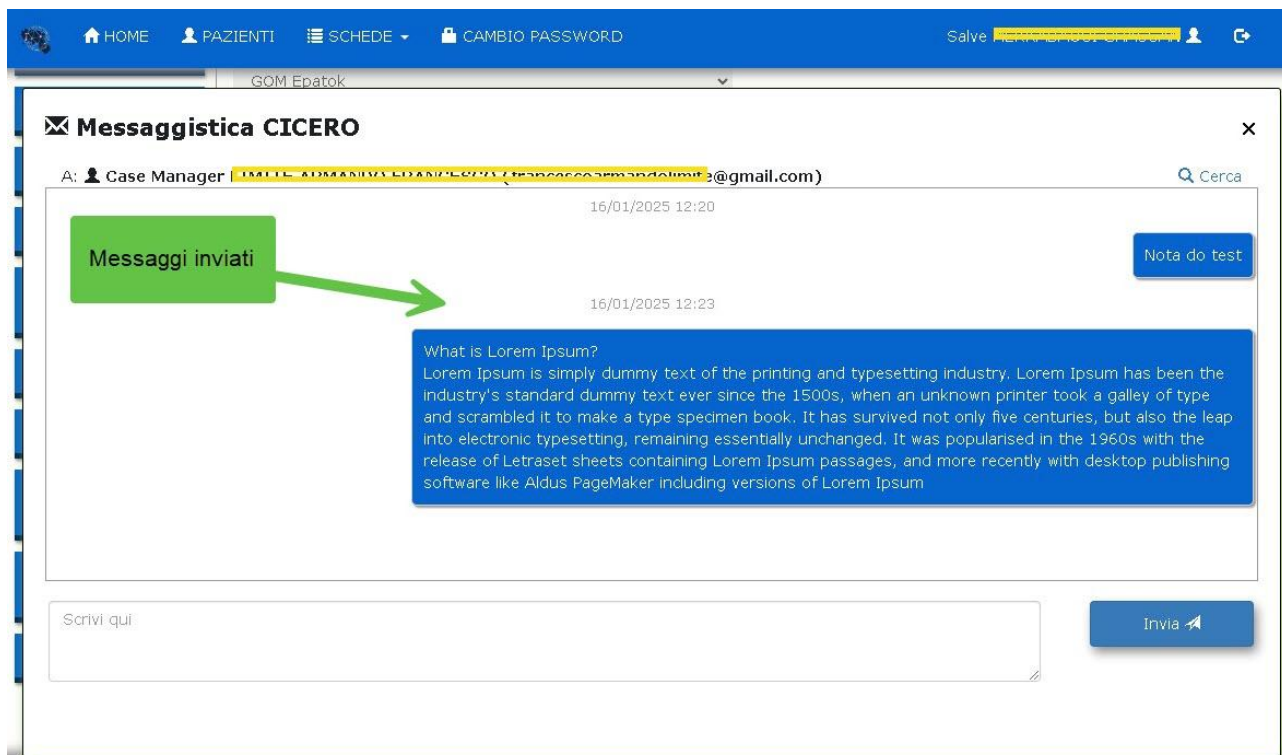 HOME PAZIENTI SCHEDE CAMBIO PASSWORD Salve
GOM Epatok
Messaggistica CICERO
A: Case Manager @gmail.com)
Cerca
16/01/2025 12:20
Messaggi inviati
Nota do test
16/01/2025 12:23
What is Lorem Ipsum?
Lorem Ipsum is simply dummy text of the printing and typesetting industry. Lorem Ipsum has been the
industry's standard dummy text ever since the 1500s, when an unknown printer took a galley of type
and scrambled it to make a type specimen book. It has survived not only five centuries, but also the leap
into electronic typesetting, remaining essentially unchanged. It was popularised in the 1960s with the
release of Letraset sheets containing Lorem Ipsum passages, and more recently with desktop publishing
software like Aldus PageMaker including versions of Lorem Ipsum
Scrivi qui
Invia